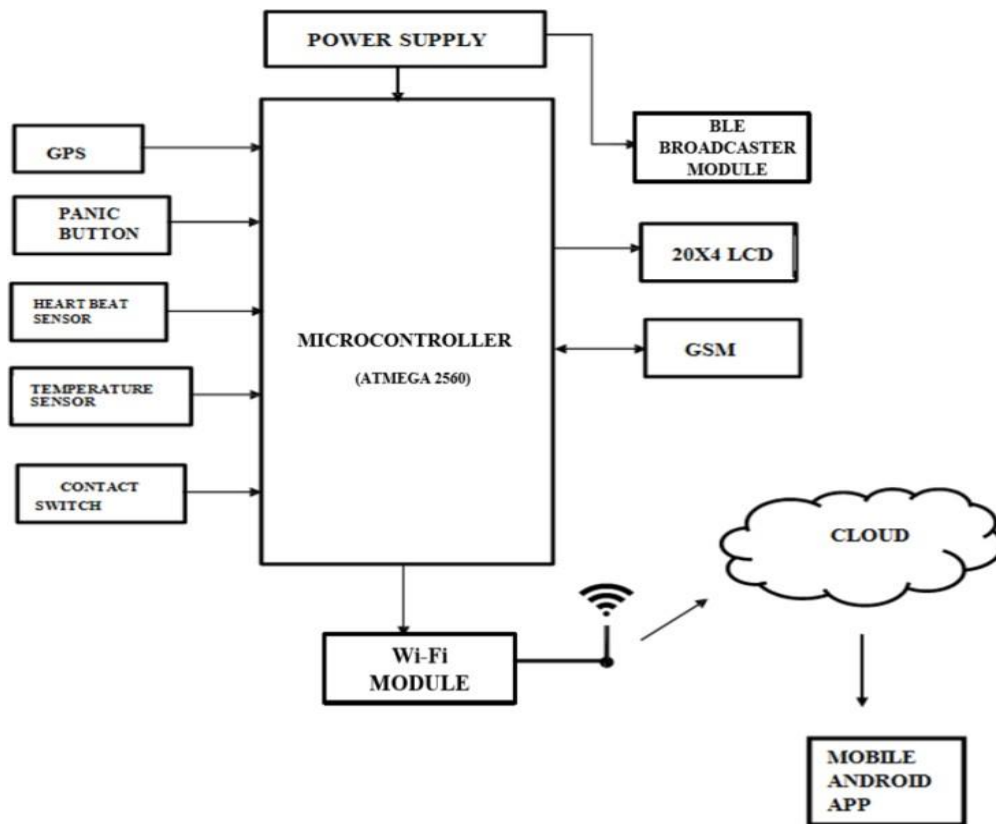 POWER SUPPLY
BLE
BROADCASTER
MODULE
GPS
PANIC
BUTTON
20X4 LCD
HEART BEAT
SENSOR
MICROCONTROLLER
(ATMEGA 2560)
GSM
TEMPERATURE
SENSOR
CONTACT
SWITCH
CLOUD
Wi-Fi
MODULE
MOBILE
ANDROID
APP